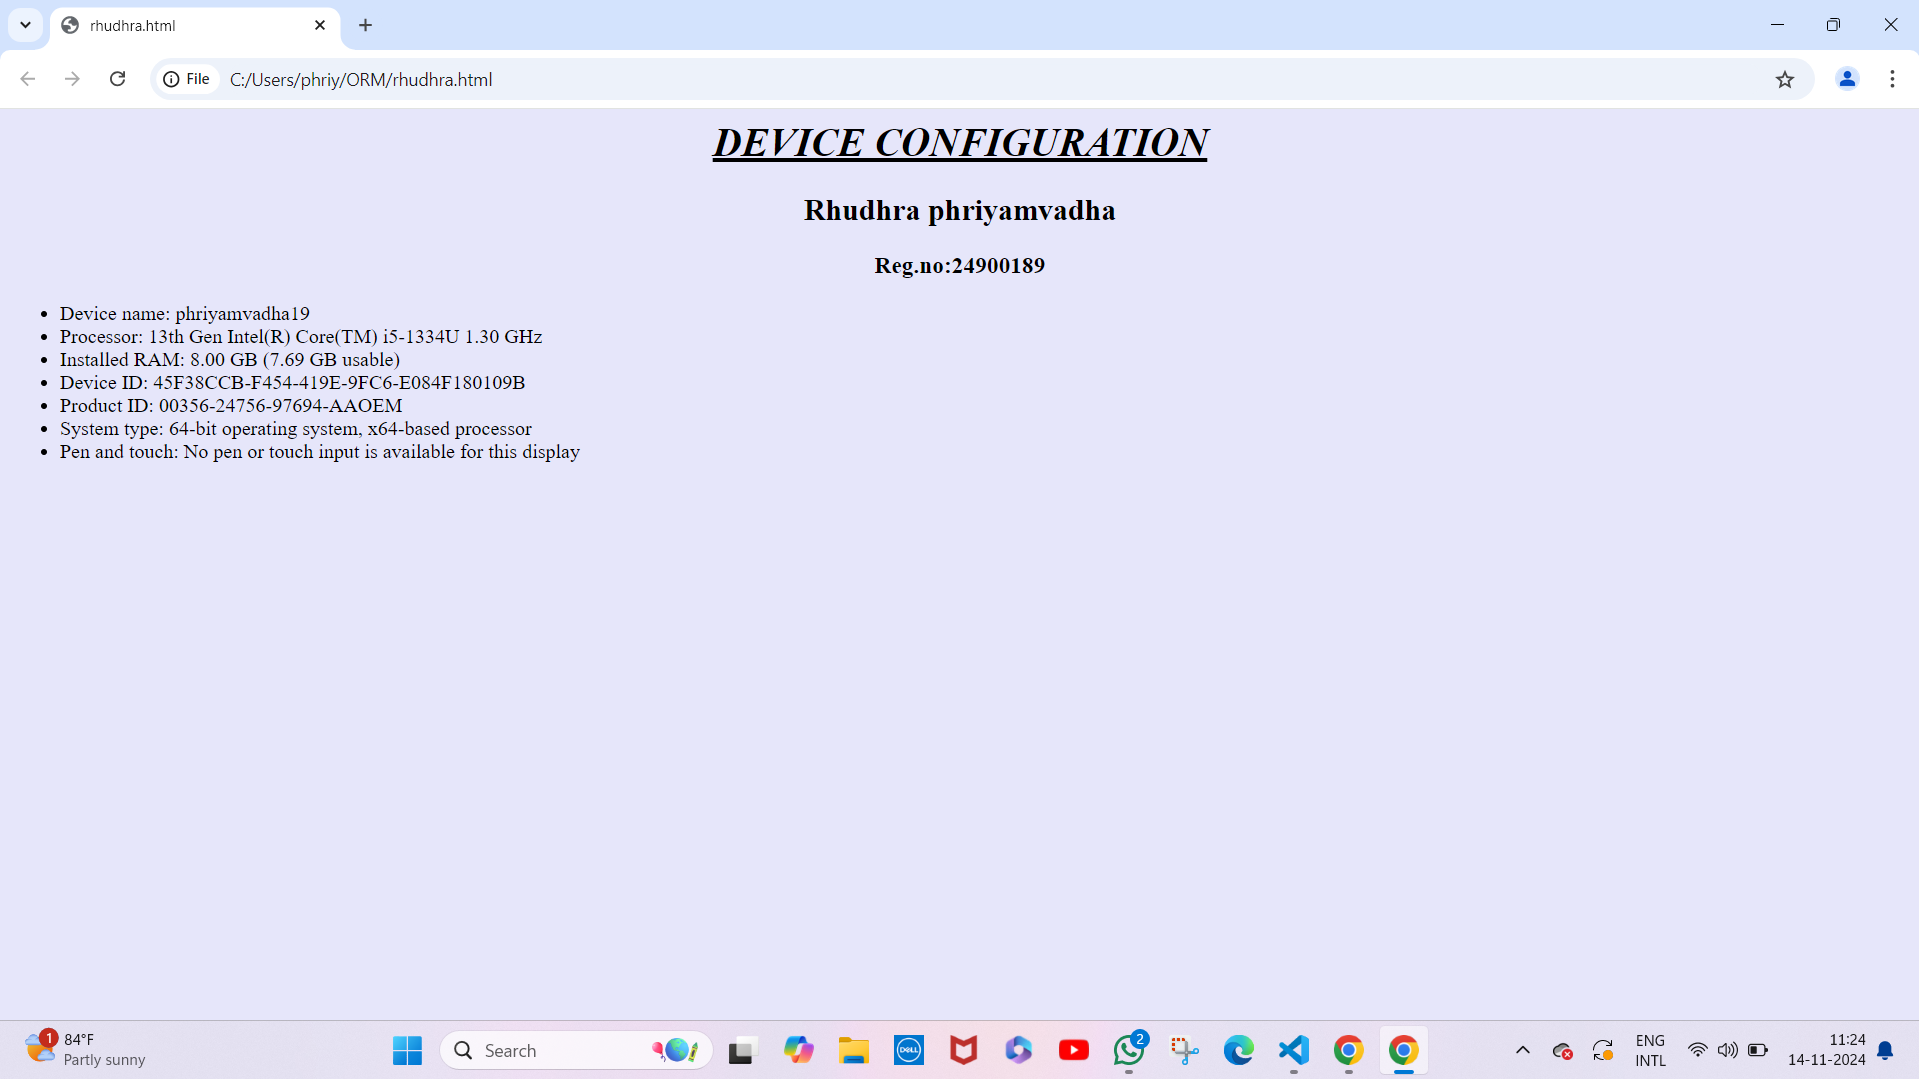 rhudhra.html
File
C:/Users/phriy/ORM/rhudhra.html
DEVICE CONFIGURATION
Rhudhra phriyamvadha
Reg.no:24900189
• Device name: phriyamvadha19
• Processor: 13th Gen Intel(R) Core(TM) i5-1334U 1.30 GHz
• Installed RAM: 8.00 GB (7.69 GB usable)
• Device ID: 45F38CCB-F454-419E-9FC6-E084F180109B
• Product ID: 00356-24756-97694-AAOEM
• System type: 64-bit operating system, x64-based processor
• Pen and touch: No pen or touch input is available for this display
1
84°F
Partly sunny
Search
DELL
2
ENG
INTL
11:24
14-11-2024